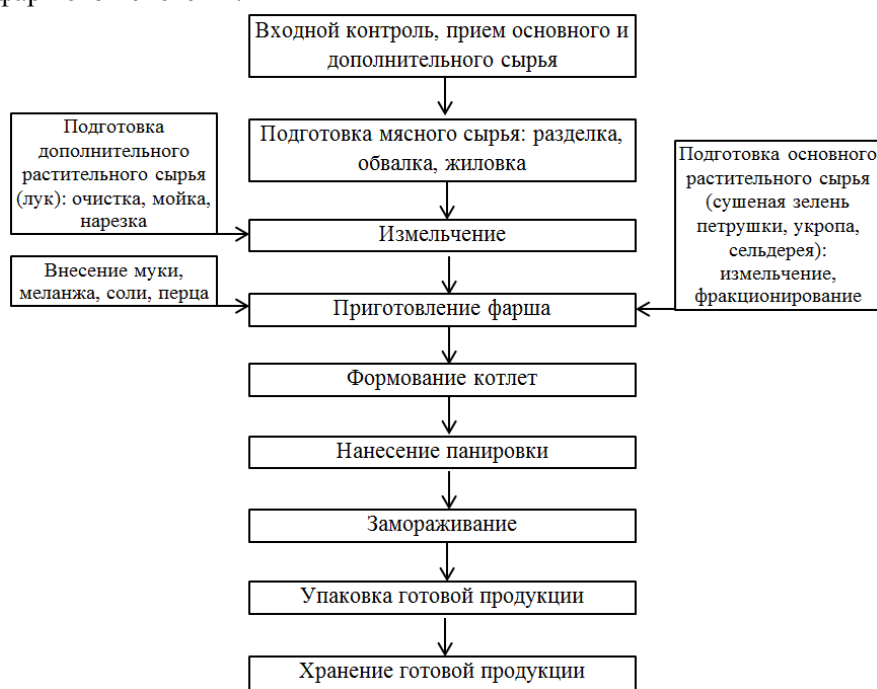 Входной контроль, прием основного и
дополнительного сырья
Подготовка
дополнительного
растительного сырья
(лук): очистка, мойка,
нарезка
Подготовка мясного сырья: разделка,
обвалка, жиловка
Подготовка основного
растительного сырья
(сушеная зелень
петрушки, укропа,
сельдерея):
измельчение,
фракционирование
Измельчение
Внесение муки,
меланжа, соли, перца
Приготовление фарша
Формование котлет
Нанесение панировки
Замораживание
Упаковка готовой продукции
Хранение готовой продукции